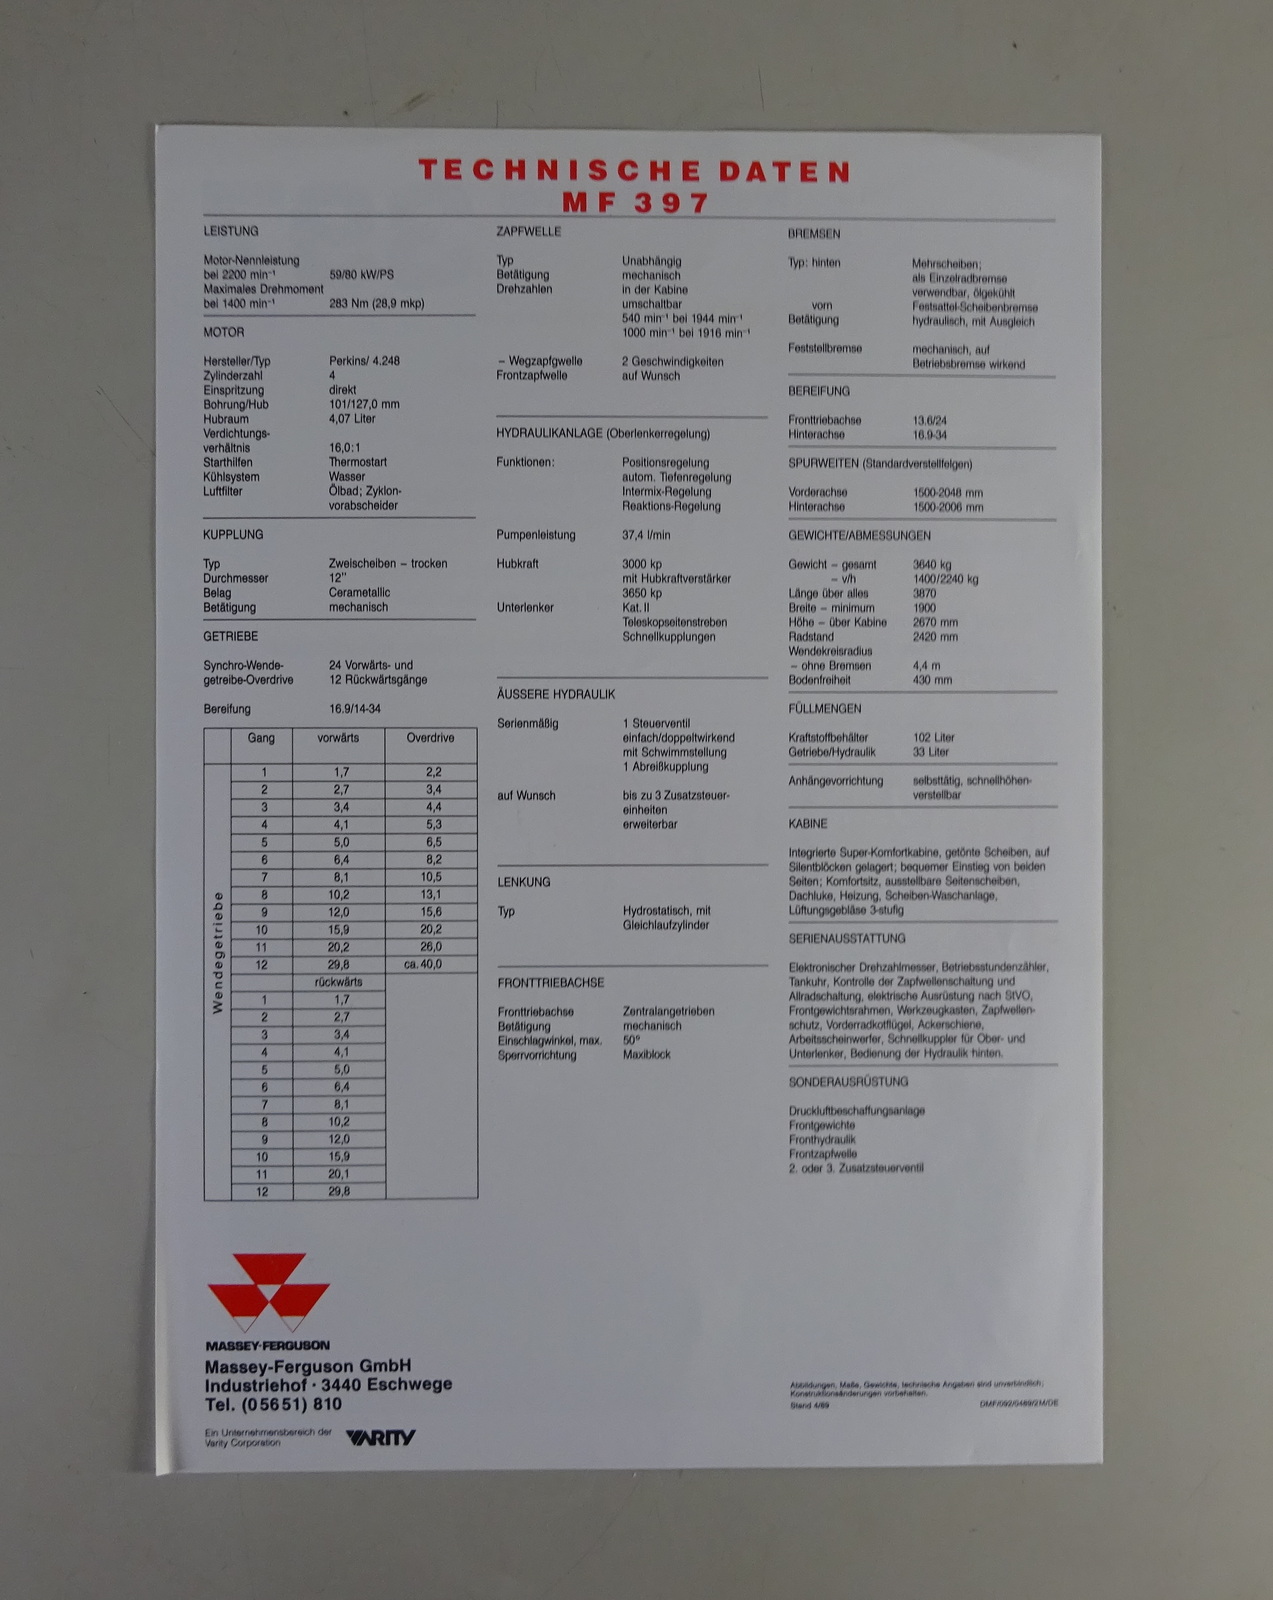 TECHNISCHE DATEN
MF 397
LEISTUNG
Motor-Nennleistung
bei 2200 min⁻¹ 59/80 kW/PS
Maximales Drehmoment
bei 1400 min⁻¹ 283 Nm (28,9 mkp)
MOTOR
Hersteller/Typ Perkins/ 4.248
Zylinderzahl 4
Einspritzung direkt
Bohrung/Hub 101/127,0 mm
Hubraum 4,07 Liter
Verdichtungs-
verhältnis 16,0:1
Starthilfen Thermostart
Kühlsystem Wasser
Luftfilter Ölbad; Zyklon-
vorabscheider
KUPPLUNG
Typ Zweischeiben – trocken
Durchmesser 12"
Belag Cerametallic
Betätigung mechanisch
GETRIEBE
Synchro-Wende- 24 Vorwärts- und
getreibe-Overdrive 12 Rückwärtsgänge
Bereifung 16.9/14-34
Gang vorwärts Overdrive
1 1,7 2,2
2 2,7 3,4
3 3,4 4,4
4 4,1 5,3
5 5,0 6,5
6 6,4 8,2
7 8,1 10,5
8 10,2 13,1
9 12,0 15,6
10 15,9 20,2
11 20,2 26,0
12 29,8 ca. 40,0
rückwärts
1 1,7
2 2,7
3 3,4
4 4,1
5 5,0
6 6,4
7 8,1
8 10,2
9 12,0
10 15,9
11 20,1
12 29,8
Wendegetriebe
ZAPFWELLE
Typ Unabhängig
Betätigung mechanisch
Drehzahlen in der Kabine
umschaltbar
540 min⁻¹ bei 1944 min⁻¹
1000 min⁻¹ bei 1916 min⁻¹
– Wegzapfgwelle 2 Geschwindigkeiten
Frontzapfwelle auf Wunsch
HYDRAULIKANLAGE (Oberlenkerregelung)
Funktionen: Positionsregelung
autom. Tiefenregelung
Intermix-Regelung
Reaktions-Regelung
Pumpenleistung 37,4 l/min
Hubkraft 3000 kp
mit Hubkraftverstärker
3650 kp
Unterlenker Kat. II
Teleskopseitenstreben
Schnellkupplungen
ÄUSSERE HYDRAULIK
Serienmäßig 1 Steuerventil
einfach/doppeltwirkend
mit Schwimmstellung
1 Abreißkupplung
auf Wunsch bis zu 3 Zusatzsteuer-
einheiten
erweiterbar
LENKUNG
Typ Hydrostatisch, mit
Gleichlaufzylinder
FRONTTRIEBACHSE
Fronttriebachse Zentralangetrieben
Betätigung mechanisch
Einschlagwinkel, max. 50°
Sperrvorrichtung Maxiblock
BREMSEN
Typ: hinten Mehrscheiben;
als Einzelradbremse
verwendbar, ölgekühlt
vorn Festsattel-Scheibenbremse
Betätigung hydraulisch, mit Ausgleich
Feststellbremse mechanisch, auf
Betriebsbremse wirkend
BEREIFUNG
Fronttriebachse 13.6/24
Hinterachse 16.9-34
SPURWEITEN (Standardverstellfelgen)
Vorderachse 1500-2048 mm
Hinterachse 1500-2006 mm
GEWICHTE/ABMESSUNGEN
Gewicht – gesamt 3640 kg
– v/h 1400/2240 kg
Länge über alles 3870
Breite – minimum 1900
Höhe – über Kabine 2670 mm
Radstand 2420 mm
Wendekreisradius
– ohne Bremsen 4,4 m
Bodenfreiheit 430 mm
FÜLLMENGEN
Kraftstoffbehälter 102 Liter
Getriebe/Hydraulik 33 Liter
Anhängevorrichtung selbsttätig, schnellhöhen-
verstellbar
KABINE
Integrierte Super-Komfortkabine, getönte Scheiben, auf
Silentblöcken gelagert; bequemer Einstieg von beiden
Seiten; Komfortsitz, ausstellbare Seitenscheiben,
Dachluke, Heizung, Scheiben-Waschanlage,
Lüftungsgebläse 3-stufig
SERIENAUSSTATTUNG
Elektronischer Drehzahlmesser, Betriebsstundenzähler,
Tankuhr, Kontrolle der Zapfwellenschaltung und
Allradschaltung, elektrische Ausrüstung nach StVO,
Frontgewichtsrahmen, Werkzeugkasten, Zapfwellen-
schutz, Vorderradkotflügel, Ackerschiene,
Arbeitsscheinwerfer, Schnellkuppler für Ober- und
Unterlenker, Bedienung der Hydraulik hinten.
SONDERAUSRÜSTUNG
Druckluftbeschaffungsanlage
Frontgewichte
Fronthydraulik
Frontzapfwelle
2. oder 3. Zusatzsteuerventil
MASSEY-FERGUSON
Massey-Ferguson GmbH
Industriehof · 3440 Eschwege
Tel. (05651) 810
Ein Unternehmensbereich der
Varity Corporation
VARITY
Abbildungen, Maße, Gewichte, technische Angaben sind unverbindlich;
Konstruktionsänderungen vorbehalten.
Stand 4/89 DMF/092/0489/2M/DE